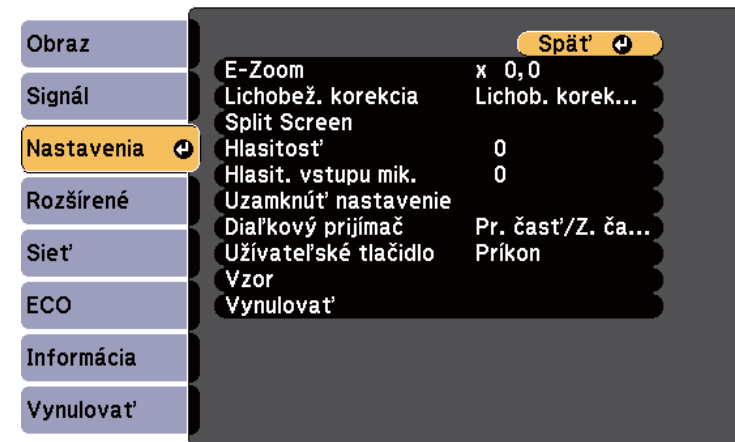 Obraz
Signál
Nastavenia
Rozšírené
Sieť
ECO
Informácia
Vynulovať
Späť
E-Zoom x 0,0
Lichobež. korekcia Lichob. korek...
Split Screen
Hlasitosť 0
Hlasit. vstupu mik. 0
Uzamknúť nastavenie
Diaľkový prijímač Pr. časť/Z. ča...
Užívateľské tlačidlo Príkon
Vzor
Vynulovať